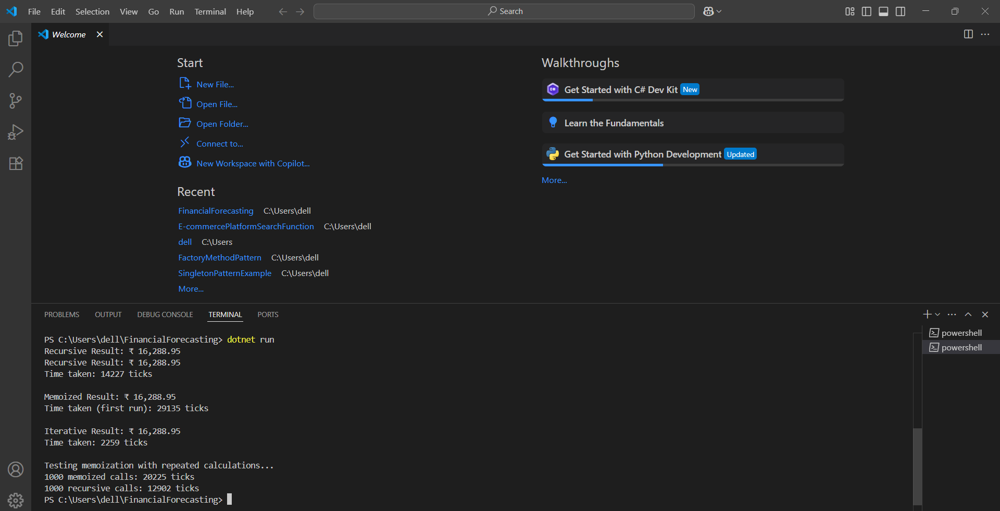 File Edit Selection View Go Run Terminal Help
Search
Welcome
Start
New File...
Open File...
Open Folder...
Connect to...
New Workspace with Copilot...
Recent
FinancialForecasting C:\Users\dell
E-commercePlatformSearchFunction C:\Users\dell
dell C:\Users
FactoryMethodPattern C:\Users\dell
SingletonPatternExample C:\Users\dell
More...
Walkthroughs
Get Started with C# Dev Kit New
Learn the Fundamentals
Get Started with Python Development Updated
More...
PROBLEMS OUTPUT DEBUG CONSOLE TERMINAL PORTS
PS C:\Users\dell\FinancialForecasting> dotnet run
Recursive Result: ₹ 16,288.95
Recursive Result: ₹ 16,288.95
Time taken: 14227 ticks
Memoized Result: ₹ 16,288.95
Time taken (first run): 29135 ticks
Iterative Result: ₹ 16,288.95
Time taken: 2259 ticks
Testing memoization with repeated calculations...
1000 memoized calls: 20225 ticks
1000 recursive calls: 12902 ticks
PS C:\Users\dell\FinancialForecasting>
powershell
powershell